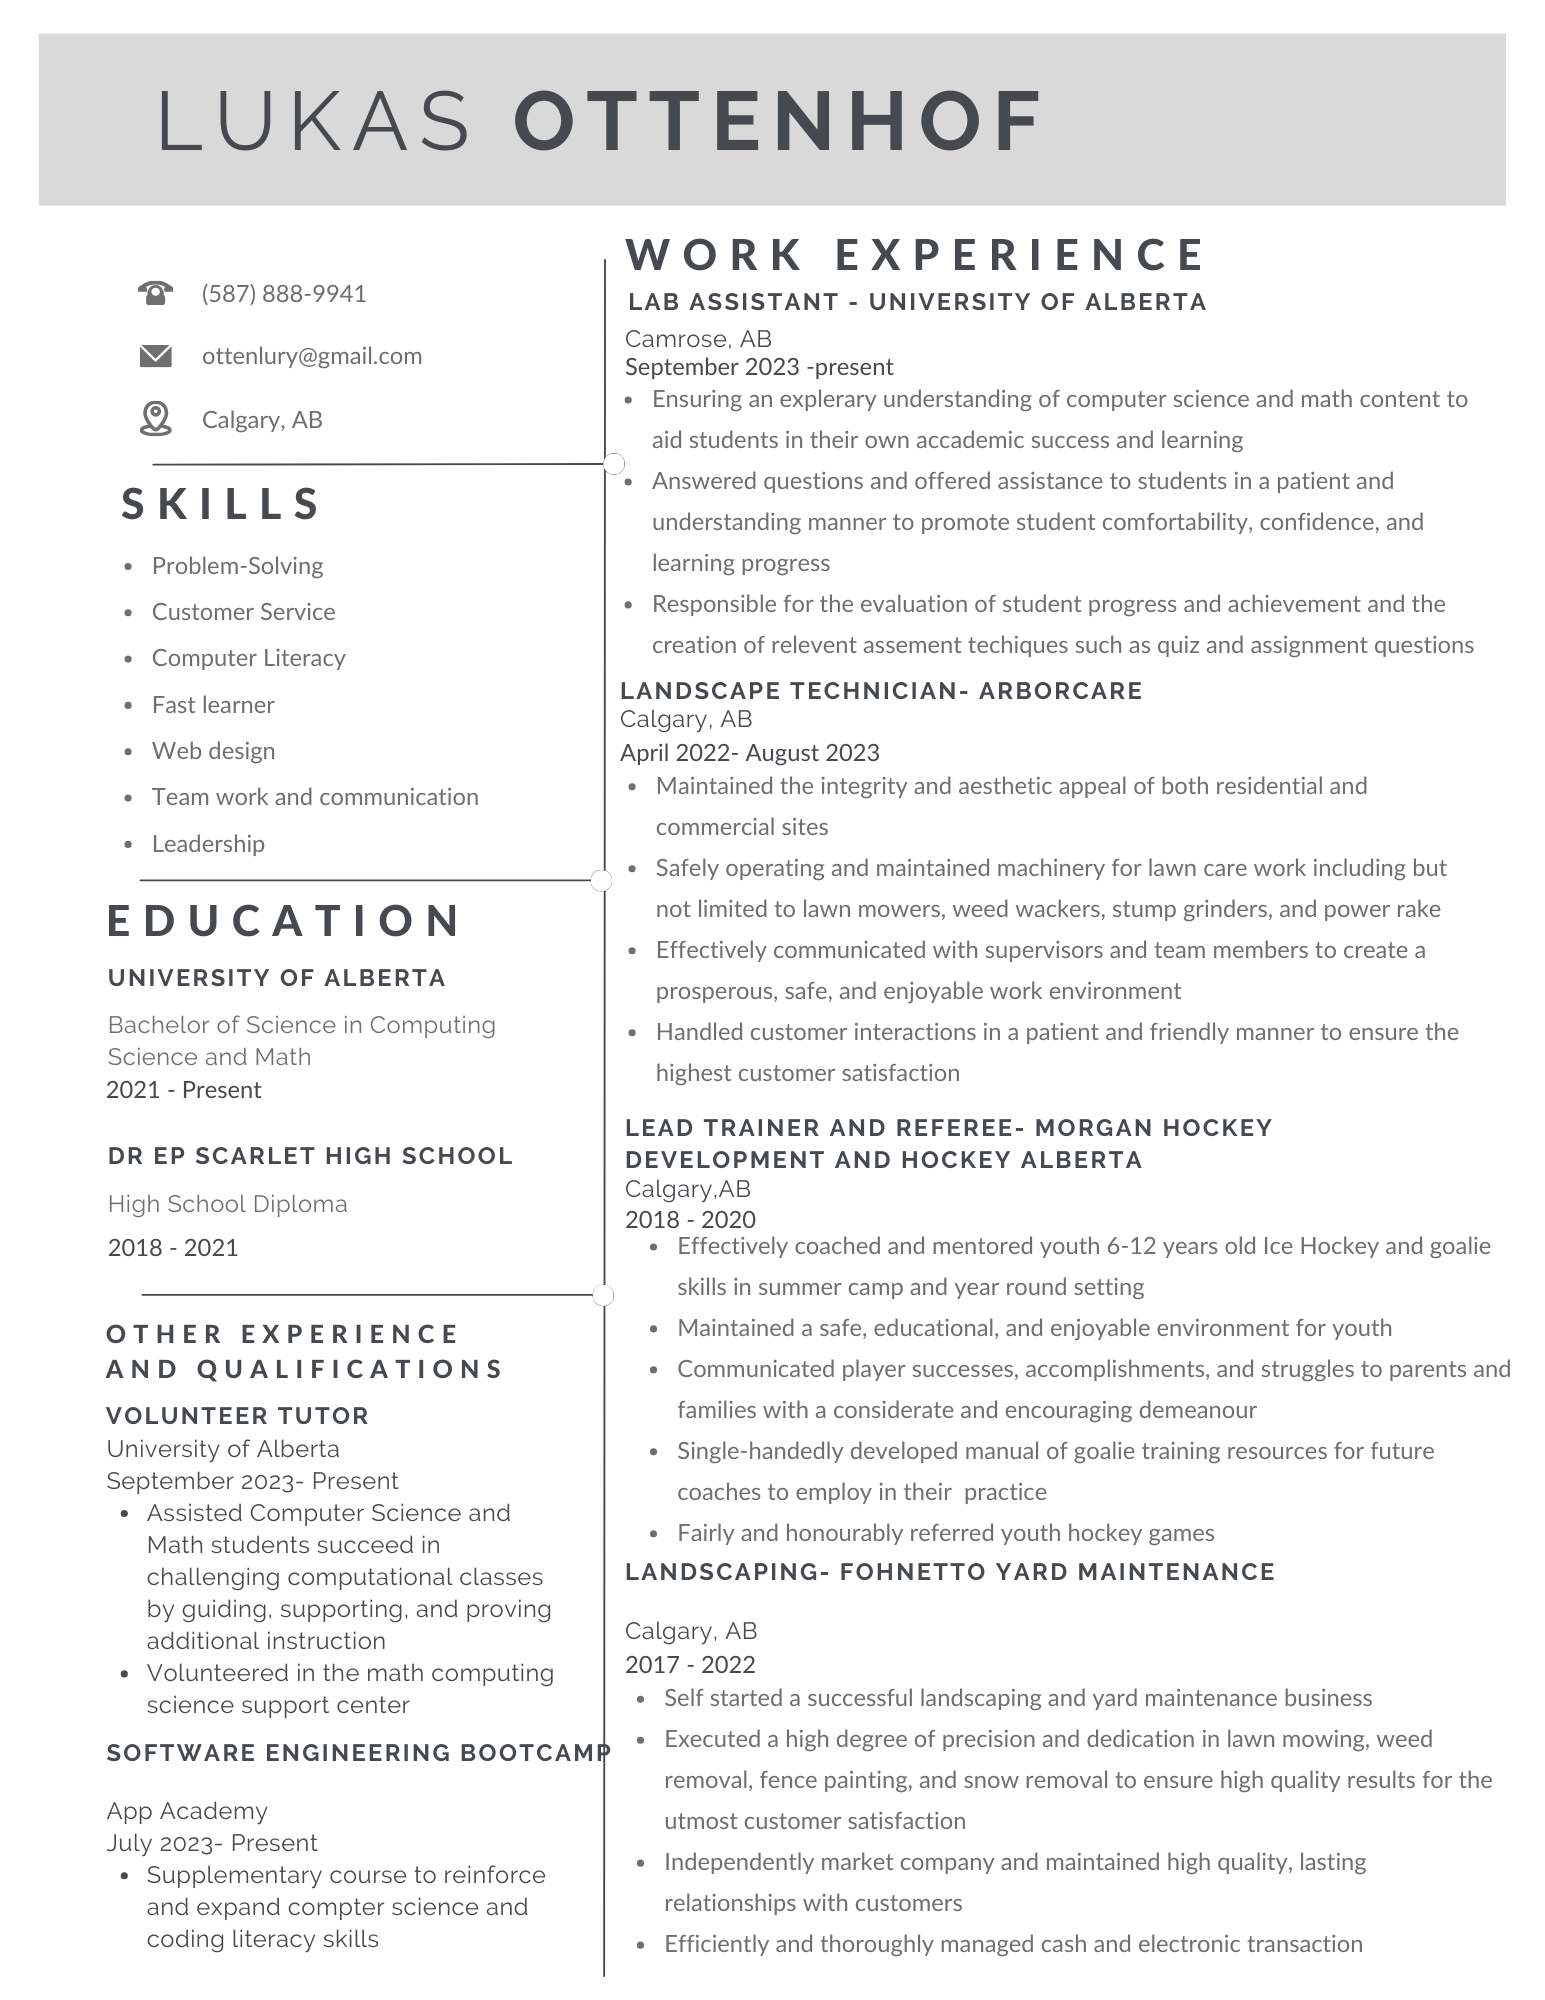 LUKAS OTTENHOF
(587) 888-9941
ottenlury@gmail.com
Calgary, AB
SKILLS
• Problem-Solving
• Customer Service
• Computer Literacy
• Fast learner
• Web design
• Team work and communication
• Leadership
EDUCATION
UNIVERSITY OF ALBERTA
Bachelor of Science in Computing
Science and Math
2021 - Present
DR EP SCARLET HIGH SCHOOL
High School Diploma
2018 - 2021
OTHER EXPERIENCE
AND QUALIFICATIONS
VOLUNTEER TUTOR
University of Alberta
September 2023- Present
• Assisted Computer Science and
Math students succeed in
challenging computational classes
by guiding, supporting, and proving
additional instruction
• Volunteered in the math computing
science support center
SOFTWARE ENGINEERING BOOTCAMP
App Academy
July 2023- Present
• Supplementary course to reinforce
and expand compter science and
coding literacy skills
WORK EXPERIENCE
LAB ASSISTANT - UNIVERSITY OF ALBERTA
Camrose, AB
September 2023 -present
• Ensuring an explerary understanding of computer science and math content to
aid students in their own accademic success and learning
• Answered questions and offered assistance to students in a patient and
understanding manner to promote student comfortability, confidence, and
learning progress
• Responsible for the evaluation of student progress and achievement and the
creation of relevent assement techiques such as quiz and assignment questions
LANDSCAPE TECHNICIAN- ARBORCARE
Calgary, AB
April 2022- August 2023
• Maintained the integrity and aesthetic appeal of both residential and
commercial sites
• Safely operating and maintained machinery for lawn care work including but
not limited to lawn mowers, weed wackers, stump grinders, and power rake
• Effectively communicated with supervisors and team members to create a
prosperous, safe, and enjoyable work environment
• Handled customer interactions in a patient and friendly manner to ensure the
highest customer satisfaction
LEAD TRAINER AND REFEREE- MORGAN HOCKEY
DEVELOPMENT AND HOCKEY ALBERTA
Calgary,AB
2018 - 2020
• Effectively coached and mentored youth 6-12 years old Ice Hockey and goalie
skills in summer camp and year round setting
• Maintained a safe, educational, and enjoyable environment for youth
• Communicated player successes, accomplishments, and struggles to parents and
families with a considerate and encouraging demeanour
• Single-handedly developed manual of goalie training resources for future
coaches to employ in their  practice
• Fairly and honourably referred youth hockey games
LANDSCAPING- FOHNETTO YARD MAINTENANCE
Calgary, AB
2017 - 2022
• Self started a successful landscaping and yard maintenance business
• Executed a high degree of precision and dedication in lawn mowing, weed
removal, fence painting, and snow removal to ensure high quality results for the
utmost customer satisfaction
• Independently market company and maintained high quality, lasting
relationships with customers
• Efficiently and thoroughly managed cash and electronic transaction